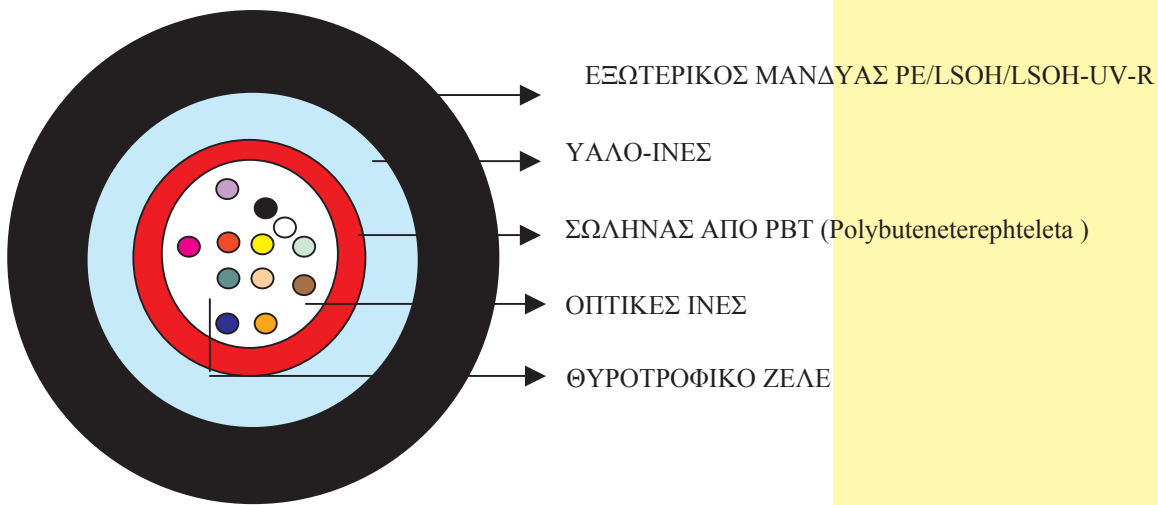 ΕΞΩΤΕΡΙΚΟΣ ΜΑΝΔΥΑΣ PE/LSOH/LSOH-UV-R
ΥΑΛΟ-ΙΝΕΣ
ΣΩΛΗΝΑΣ ΑΠΟ PBT (Polybuteneterephteleta )
ΟΠΤΙΚΕΣ ΙΝΕΣ
ΘΥΡΟΤΡΟΦΙΚΟ ΖΕΛΕ